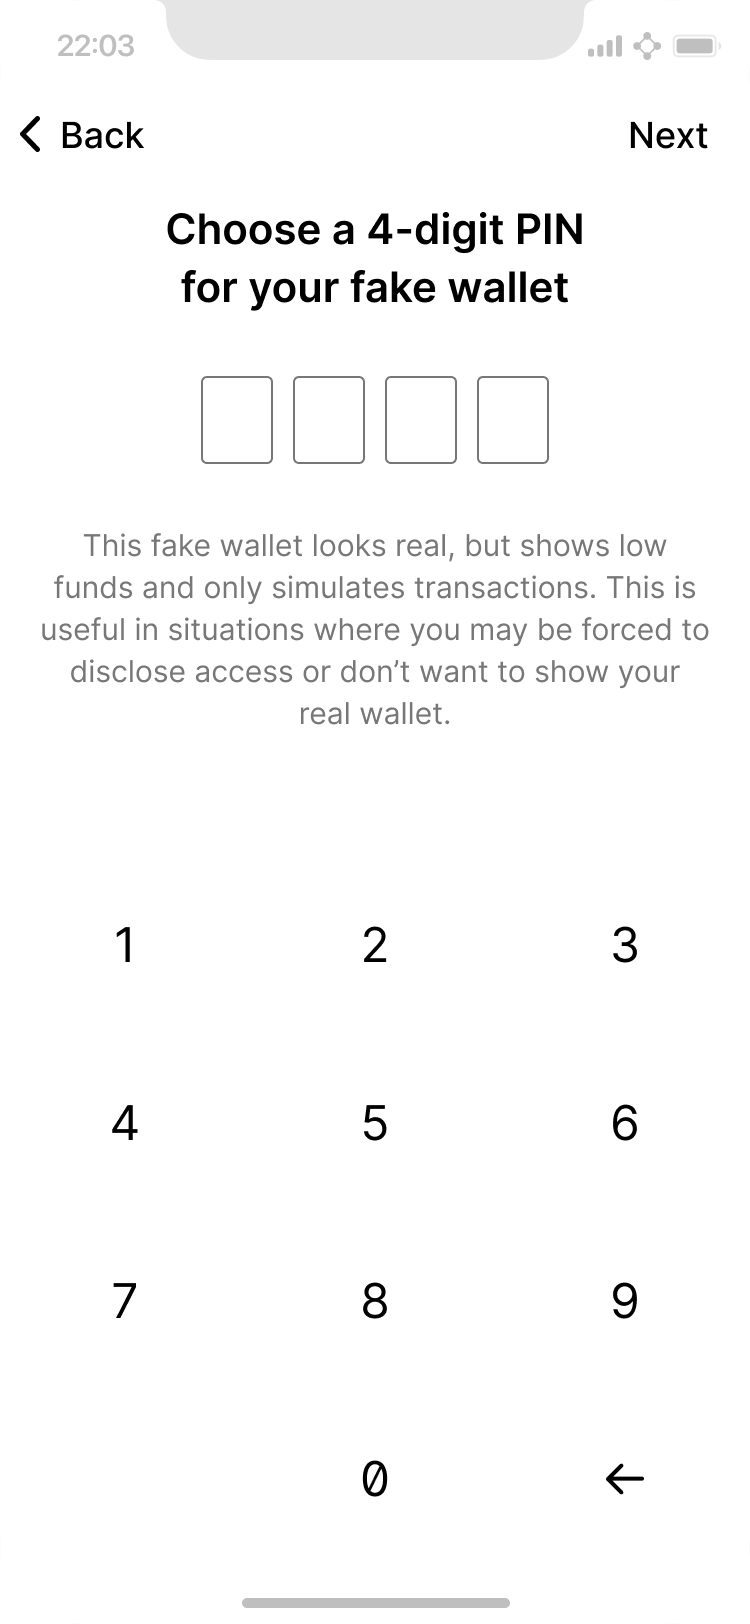 22:03
Back
Next
Choose a 4-digit PIN
for your fake wallet
This fake wallet looks real, but shows low
funds and only simulates transactions. This is
useful in situations where you may be forced to
disclose access or don’t want to show your
real wallet.
1 2 3
4 5 6
7 8 9
0